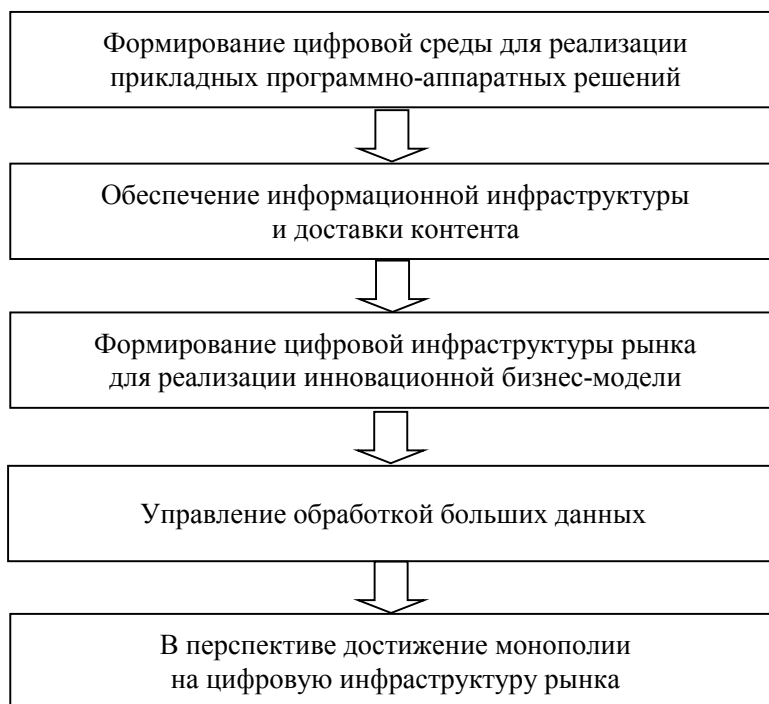 Формирование цифровой среды для реализации
прикладных программно-аппаратных решений
Обеспечение информационной инфраструктуры
и доставки контента
Формирование цифровой инфраструктуры рынка
для реализации инновационной бизнес-модели
Управление обработкой больших данных
В перспективе достижение монополии
на цифровую инфраструктуру рынка